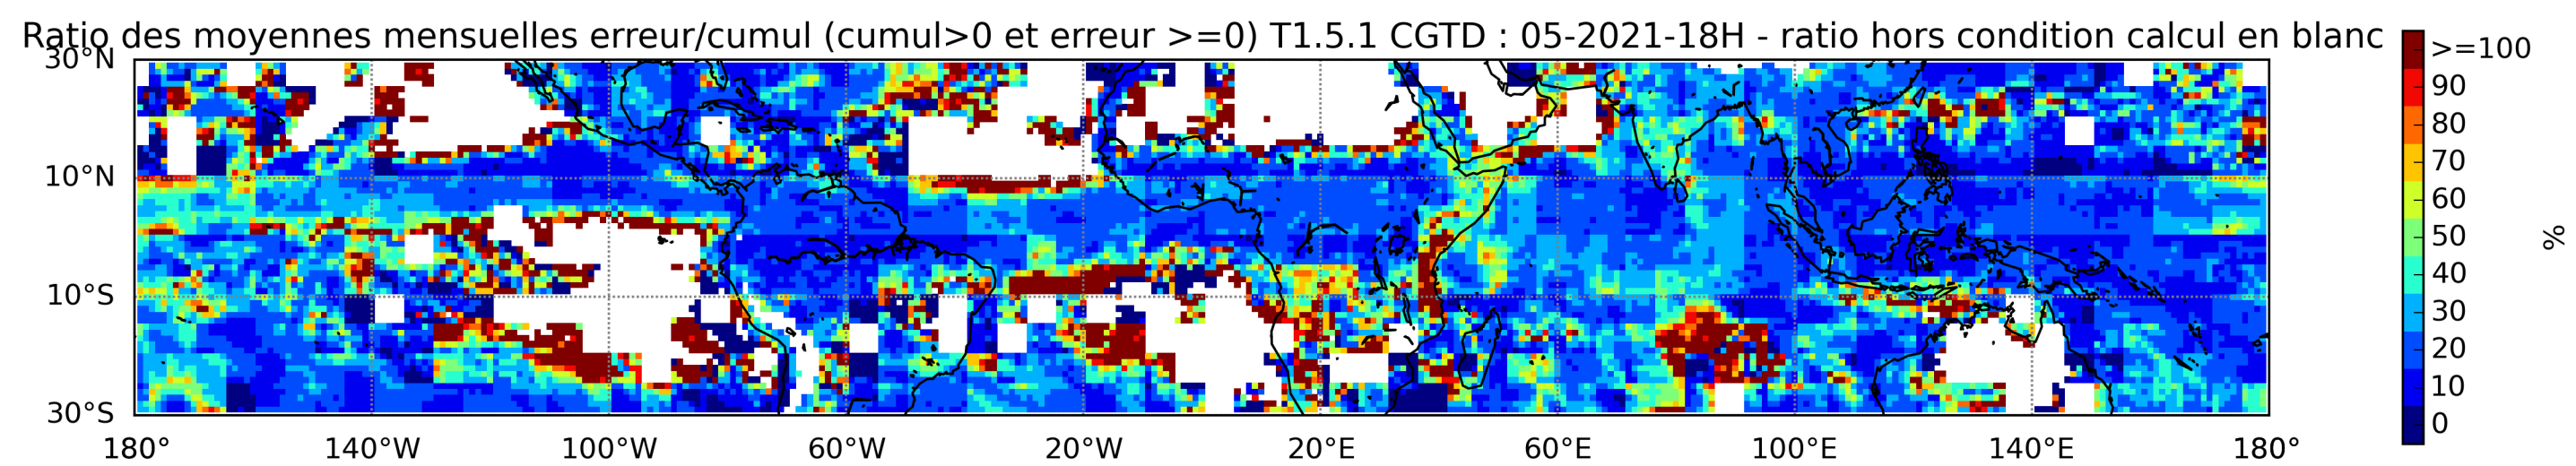 Ratio des moyennes mensuelles erreur/cumul (cumul>0 et erreur >=0) T1.5.1 CGTD : 05-2021-18H - ratio hors condition calcul en blanc
30°N
10°N
10°S
30°S
180° 140°W 100°W 60°W 20°W 20°E 60°E 100°E 140°E 180°
>=100
90
80
70
60
50
40
30
20
10
0
%